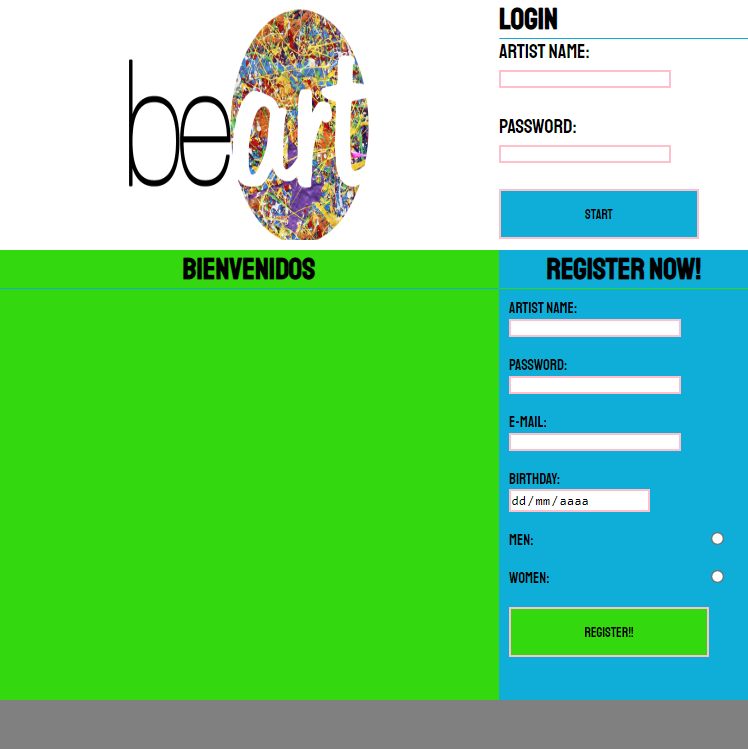 beart
LOGIN
ARTIST NAME:
PASSWORD:
START
BIENVENIDOS
REGISTER NOW!
ARTIST NAME:
PASSWORD:
E-MAIL:
BIRTHDAY:
dd/mm/aaaa
MEN:
WOMEN:
REGISTER!!